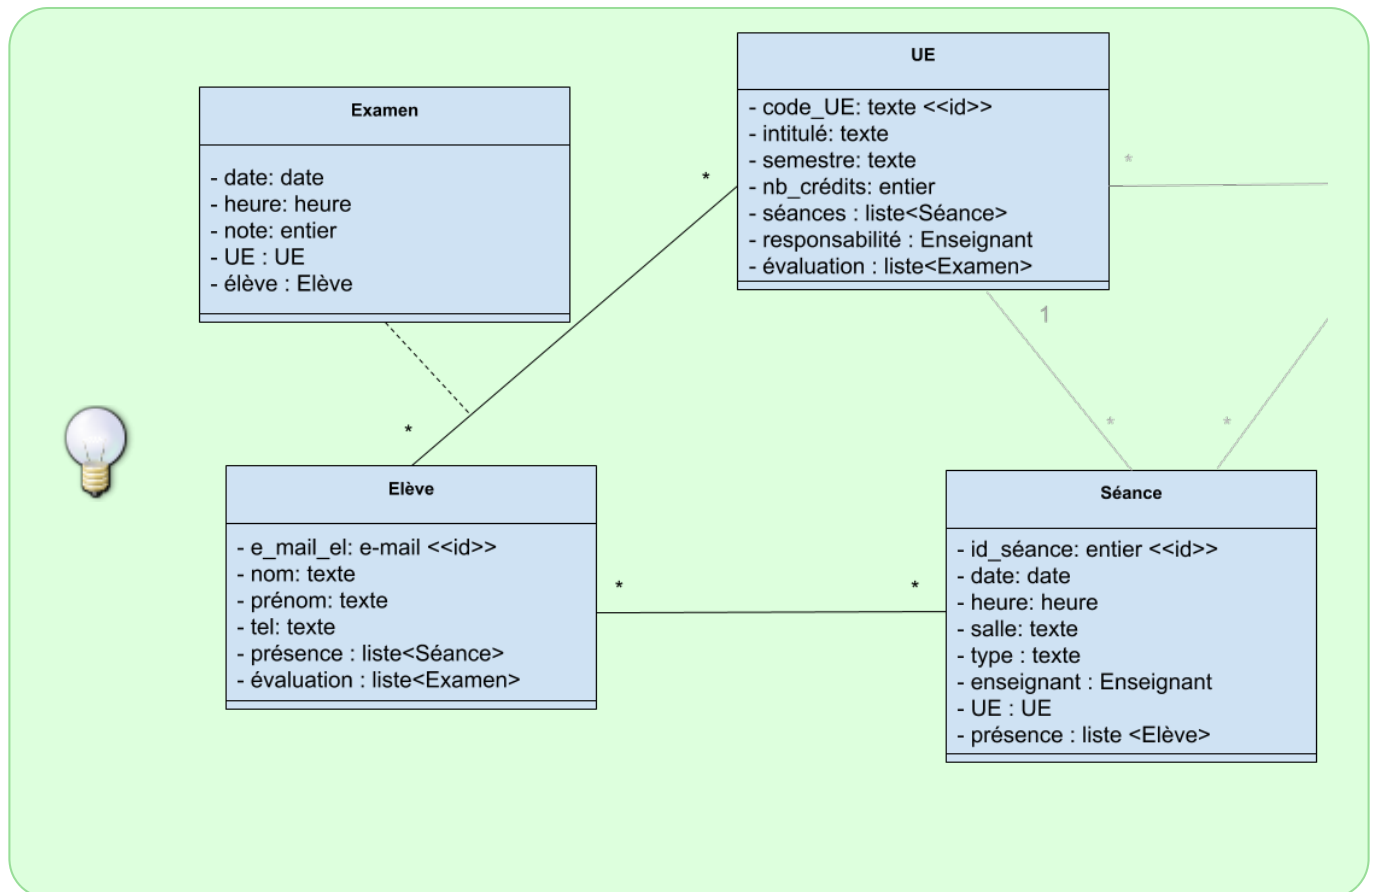 Examen
- date: date
- heure: heure
- note: entier
- UE : UE
- élève : Elève
UE
- code_UE: texte <<id>>
- intitulé: texte
- semestre: texte
- nb_crédits: entier
- séances : liste<Séance>
- responsabilité : Enseignant
- évaluation : liste<Examen>
*
*
1
*
*
*
Elève
- e_mail_el: e-mail <<id>>
- nom: texte
- prénom: texte
- tel: texte
- présence : liste<Séance>
- évaluation : liste<Examen>
*
*
Séance
- id_séance: entier <<id>>
- date: date
- heure: heure
- salle: texte
- type : texte
- enseignant : Enseignant
- UE : UE
- présence : liste <Elève>